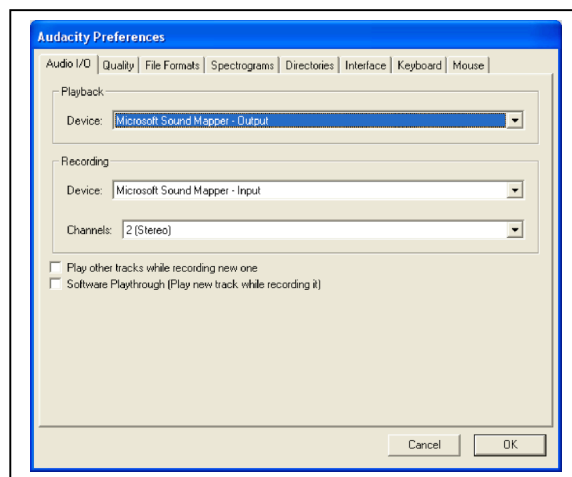 Audacity Preferences
Audio I/O Quality File Formats Spectrograms Directories Interface Keyboard Mouse
Playback
Device: Microsoft Sound Mapper - Output
Recording
Device: Microsoft Sound Mapper - Input
Channels: 2 (Stereo)
Play other tracks while recording new one
Software Playthrough (Play new track while recording it)
Cancel OK